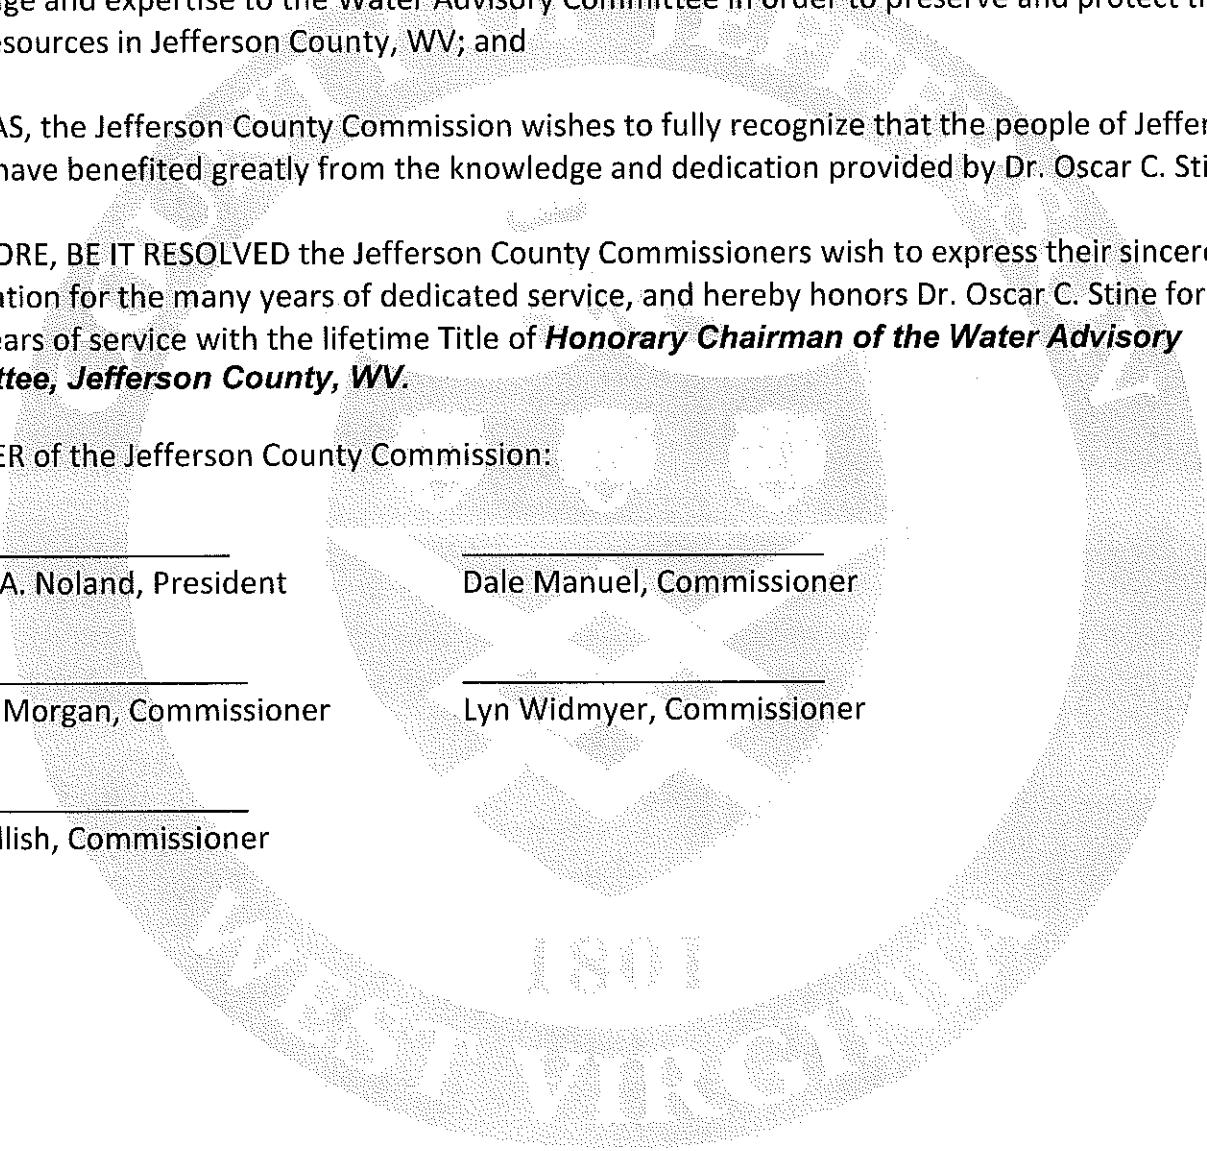 ge and expertise to the Water Advisory Committee in order to preserve and protect t
esources in Jefferson County, WV; and
AS, the Jefferson County Commission wishes to fully recognize that the people of Jeffer
have benefited greatly from the knowledge and dedication provided by Dr. Oscar C. Sti
ORE, BE IT RESOLVED the Jefferson County Commissioners wish to express their sincere
ation for the many years of dedicated service, and hereby honors Dr. Oscar C. Stine for
ears of service with the lifetime Title of Honorary Chairman of the Water Advisory
ttee, Jefferson County, WV.
ER of the Jefferson County Commission:
A. Noland, President
Dale Manuel, Commissioner
Morgan, Commissioner
Lyn Widmyer, Commissioner
llish, Commissioner
COUNTY OF JEFFERSON
1801
WEST VIRGINIA